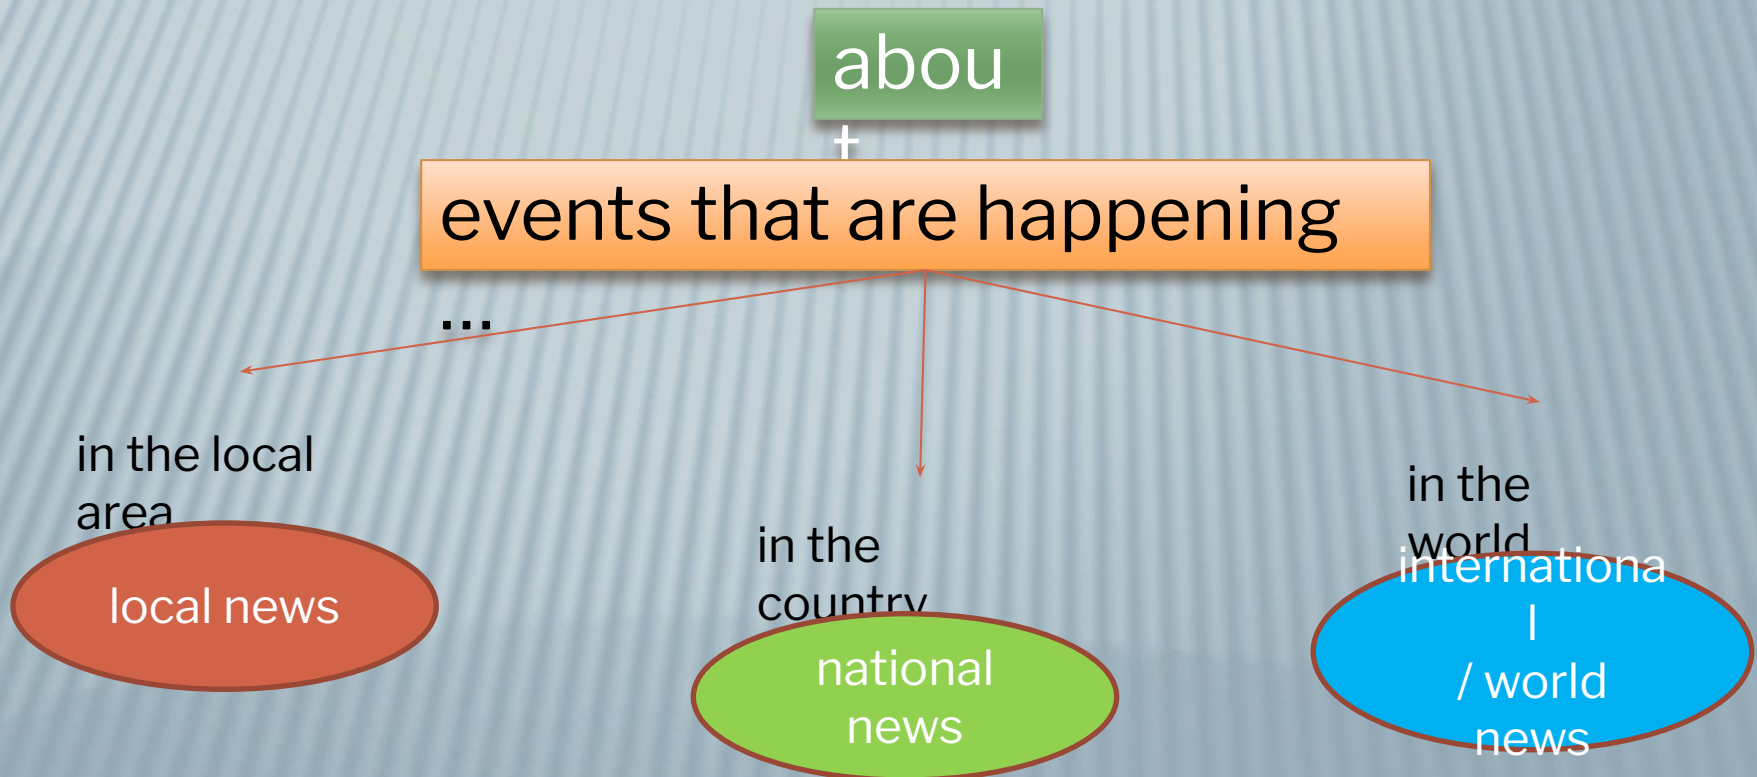 abou
t
events that are happening
...
in the local
area
local news
in the
country
national
news
in the
world
internationa
l
/ world
news